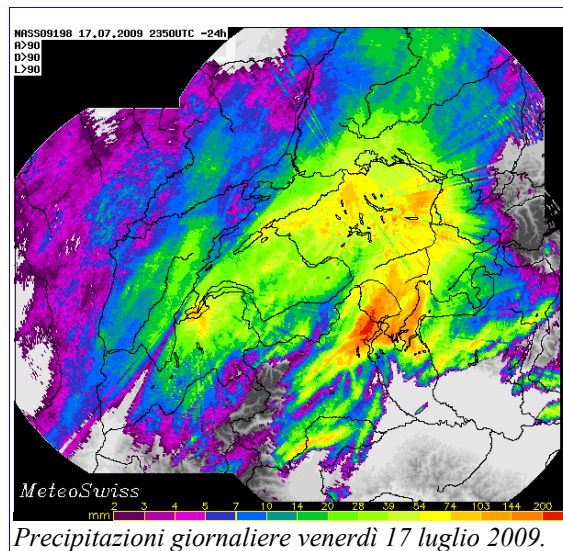 NASS09198 17.07.2009 2350UTC -24h
A>90
D>90
L>90
MeteoSwiss
mm 2 3 4 5 7 10 14 20 28 39 54 74 103 144 200
Precipitazioni giornaliere venerdì 17 luglio 2009.